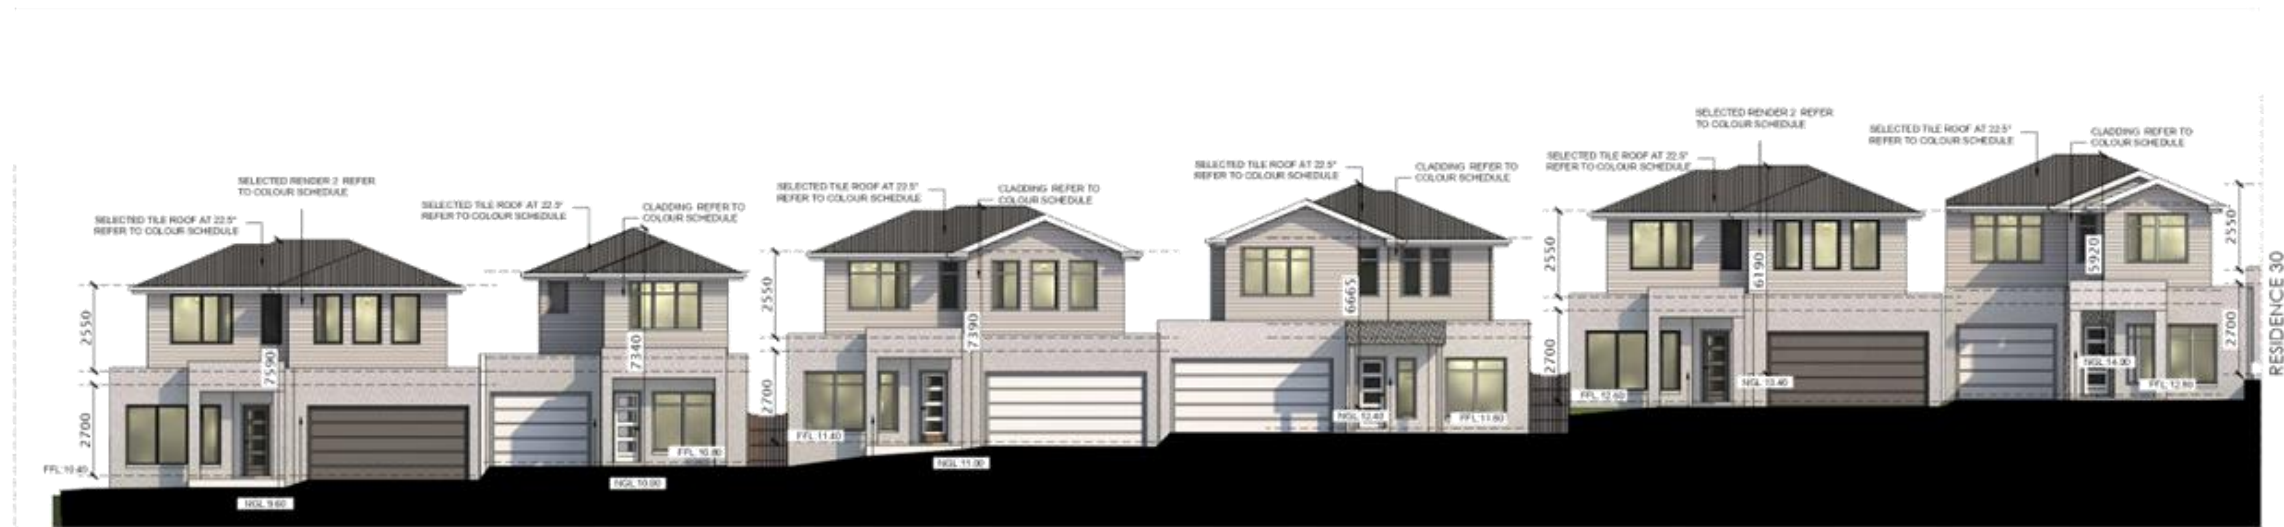 SELECTED TILE ROOF AT 22.5°
REFER TO COLOUR SCHEDULE
SELECTED RENDER 2 REFER
TO COLOUR SCHEDULE
SELECTED TILE ROOF AT 22.5°
REFER TO COLOUR SCHEDULE
CLADDING REFER TO
COLOUR SCHEDULE
SELECTED TILE ROOF AT 22.5°
REFER TO COLOUR SCHEDULE
CLADDING REFER TO
COLOUR SCHEDULE
SELECTED TILE ROOF AT 22.5°
REFER TO COLOUR SCHEDULE
CLADDING REFER TO
COLOUR SCHEDULE
SELECTED TILE ROOF AT 22.5°
REFER TO COLOUR SCHEDULE
SELECTED RENDER 2 REFER
TO COLOUR SCHEDULE
SELECTED TILE ROOF AT 22.5°
REFER TO COLOUR SCHEDULE
CLADDING REFER TO
COLOUR SCHEDULE
2550
2700
7590
FFL:10.40
NGL 9.60
7340
FFL 10.80
NGL 10.00
2550
2700
7390
FFL:11.40
NGL 11.00
6665
NGL 12.40
FFL:11.80
2550
2700
6190
FFL:12.60
NGL 13.40
5920
NGL 14.00
FFL:12.80
2550
2700
RESIDENCE 30